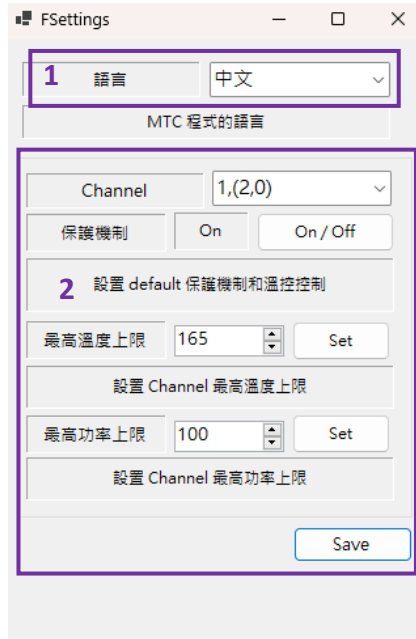 FSettings
1 語言 中文
MTC 程式的語言
Channel 1,(2,0)
保護機制 On On / Off
2 設置 default 保護機制和溫控控制
最高溫度上限 165 Set
設置 Channel 最高溫度上限
最高功率上限 100 Set
設置 Channel 最高功率上限
Save